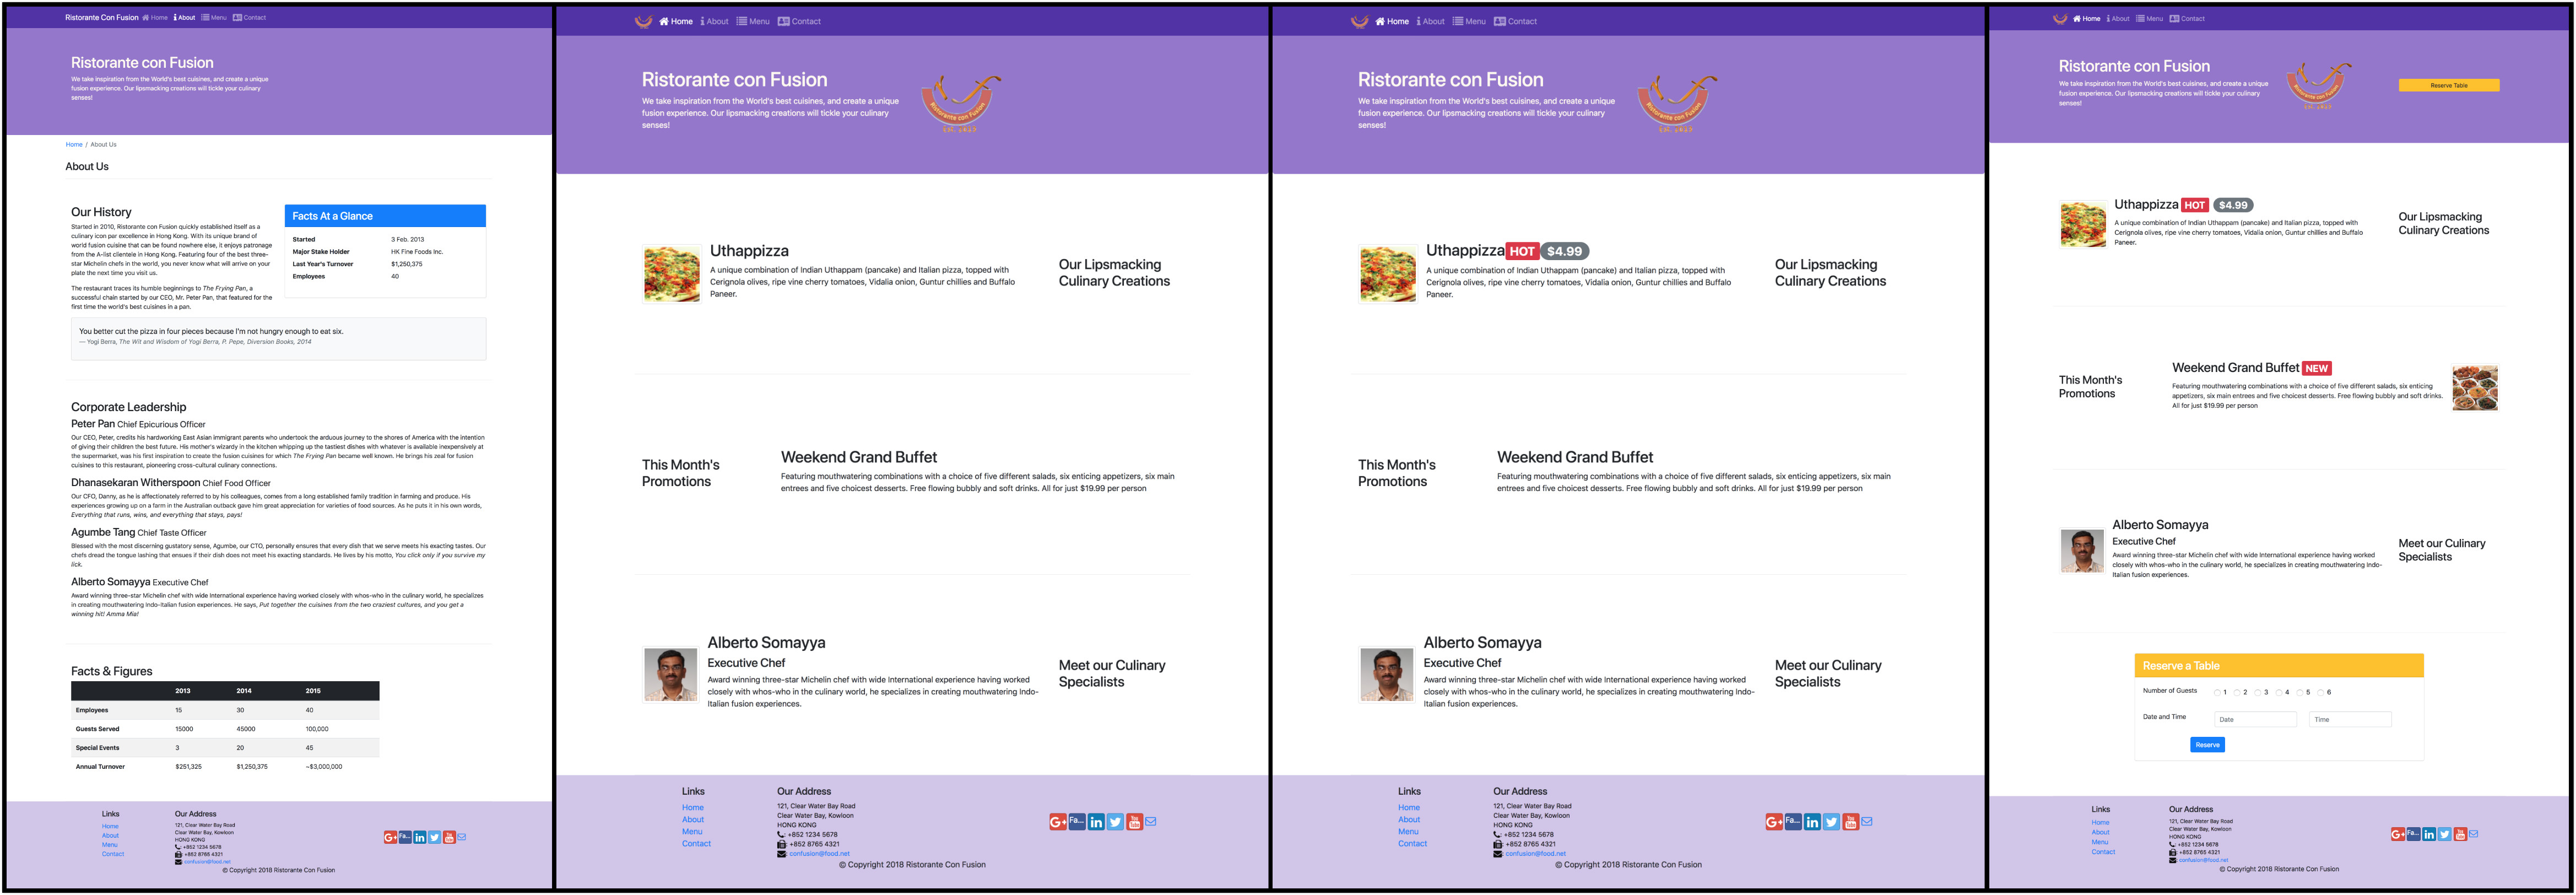 Ristorante Con Fusion Home About Menu Contact
Ristorante con Fusion
We take inspiration from the World's best cuisines, and create a unique
fusion experience. Our lipsmacking creations will tickle your culinary
senses!
Home / About Us
About Us
Our History
Started in 2010, Ristorante con Fusion quickly established itself as a
culinary icon par excellence in Hong Kong. With its unique brand of
world fusion cuisine that can be found nowhere else, it enjoys patronage
from the A-list clientele in Hong Kong. Featuring four of the best three-
star Michelin chefs in the world, you never know what will arrive on your
plate the next time you visit us.
The restaurant traces its humble beginnings to The Frying Pan, a
successful chain started by our CEO, Mr. Peter Pan, that featured for the
first time the world's best cuisines in a pan.
Facts At a Glance
Started 3 Feb. 2013
Major Stake Holder HK Fine Foods Inc.
Last Year's Turnover $1,250,375
Employees 40
You better cut the pizza in four pieces because I'm not hungry enough to eat six.
— Yogi Berra, The Wit and Wisdom of Yogi Berra, P. Pepe, Diversion Books, 2014
Corporate Leadership
Peter Pan Chief Epicurious Officer
Our CEO, Peter, credits his hardworking East Asian immigrant parents who undertook the arduous journey to the shores of America with the intention
of giving their children the best future. His mother's wizardry in the kitchen whipping up the tastiest dishes with whatever is available inexpensively at
the supermarket, was his first inspiration to create the fusion cuisines for which The Frying Pan became well known. He brings his zeal for fusion
cuisines to this restaurant, pioneering cross-cultural culinary connections.
Dhanasekaran Witherspoon Chief Food Officer
Our CFO, Danny, as he is affectionately referred to by his colleagues, comes from a long established family tradition in farming and produce. His
experiences growing up on a farm in the Australian outback gave him great appreciation for varieties of food sources. As he puts it in his own words,
Everything that runs, wins, and everything that stays, pays!
Agumbe Tang Chief Taste Officer
Blessed with the most discerning gustatory sense, Agumbe, our CTO, personally ensures that every dish that we serve meets his exacting tastes. Our
chefs dread the tongue lashing that ensues if their dish does not meet his exacting standards. He lives by his motto, You click only if you survive my
lick.
Alberto Somayya Executive Chef
Award winning three-star Michelin chef with wide International experience having worked closely with whos-who in the culinary world, he specializes
in creating mouthwatering Indo-Italian fusion experiences. He says, Put together the cuisines from the two craziest cultures, and you get a
winning hit! Amma Mia!
Facts & Figures
2013 2014 2015
Employees 15 30 40
Guests Served 15000 45000 100,000
Special Events 3 20 45
Annual Turnover $251,325 $1,250,375 ~$3,000,000
Links
Home
About
Menu
Contact
Our Address
121, Clear Water Bay Road
Clear Water Bay, Kowloon
HONG KONG
: +852 1234 5678
: +852 8765 4321
: confusion@food.net
G+ Fa... in You Tube
© Copyright 2018 Ristorante Con Fusion
Home About Menu Contact
Ristorante con Fusion
We take inspiration from the World's best cuisines, and create a unique
fusion experience. Our lipsmacking creations will tickle your culinary
senses!
Ristorante con Fusion
Uthappizza
A unique combination of Indian Uthappam (pancake) and Italian pizza, topped with
Cerignola olives, ripe vine cherry tomatoes, Vidalia onion, Guntur chillies and Buffalo
Paneer.
Our Lipsmacking
Culinary Creations
This Month's
Promotions
Weekend Grand Buffet
Featuring mouthwatering combinations with a choice of five different salads, six enticing appetizers, six main
entrees and five choicest desserts. Free flowing bubbly and soft drinks. All for just $19.99 per person
Alberto Somayya
Executive Chef
Award winning three-star Michelin chef with wide International experience having worked
closely with whos-who in the culinary world, he specializes in creating mouthwatering Indo-
Italian fusion experiences.
Meet our Culinary
Specialists
Links
Home
About
Menu
Contact
Our Address
121, Clear Water Bay Road
Clear Water Bay, Kowloon
HONG KONG
: +852 1234 5678
: +852 8765 4321
: confusion@food.net
G+ Fa... in You Tube
© Copyright 2018 Ristorante Con Fusion
Home About Menu Contact
Ristorante con Fusion
We take inspiration from the World's best cuisines, and create a unique
fusion experience. Our lipsmacking creations will tickle your culinary
senses!
Ristorante con Fusion
Uthappizza HOT $4.99
A unique combination of Indian Uthappam (pancake) and Italian pizza, topped with
Cerignola olives, ripe vine cherry tomatoes, Vidalia onion, Guntur chillies and Buffalo
Paneer.
Our Lipsmacking
Culinary Creations
This Month's
Promotions
Weekend Grand Buffet
Featuring mouthwatering combinations with a choice of five different salads, six enticing appetizers, six main
entrees and five choicest desserts. Free flowing bubbly and soft drinks. All for just $19.99 per person
Alberto Somayya
Executive Chef
Award winning three-star Michelin chef with wide International experience having worked
closely with whos-who in the culinary world, he specializes in creating mouthwatering Indo-
Italian fusion experiences.
Meet our Culinary
Specialists
Links
Home
About
Menu
Contact
Our Address
121, Clear Water Bay Road
Clear Water Bay, Kowloon
HONG KONG
: +852 1234 5678
: +852 8765 4321
: confusion@food.net
G+ Fa... in You Tube
© Copyright 2018 Ristorante Con Fusion
Home About Menu Contact
Ristorante con Fusion
We take inspiration from the World's best cuisines, and create a unique
fusion experience. Our lipsmacking creations will tickle your culinary
senses!
Ristorante con Fusion
Reserve Table
Uthappizza HOT $4.99
A unique combination of Indian Uthappam (pancake) and Italian pizza, topped with
Cerignola olives, ripe vine cherry tomatoes, Vidalia onion, Guntur chillies and Buffalo
Paneer.
Our Lipsmacking
Culinary Creations
This Month's
Promotions
Weekend Grand Buffet NEW
Featuring mouthwatering combinations with a choice of five different salads, six enticing
appetizers, six main entrees and five choicest desserts. Free flowing bubbly and soft drinks.
All for just $19.99 per person
Alberto Somayya
Executive Chef
Award winning three-star Michelin chef with wide International experience having worked
closely with whos-who in the culinary world, he specializes in creating mouthwatering Indo-
Italian fusion experiences.
Meet our Culinary
Specialists
Reserve a Table
Number of Guests 1 2 3 4 5 6
Date and Time Date Time
Reserve
Links
Home
About
Menu
Contact
Our Address
121, Clear Water Bay Road
Clear Water Bay, Kowloon
HONG KONG
: +852 1234 5678
: +852 8765 4321
: confusion@food.net
G+ Fa... in You Tube
© Copyright 2018 Ristorante Con Fusion